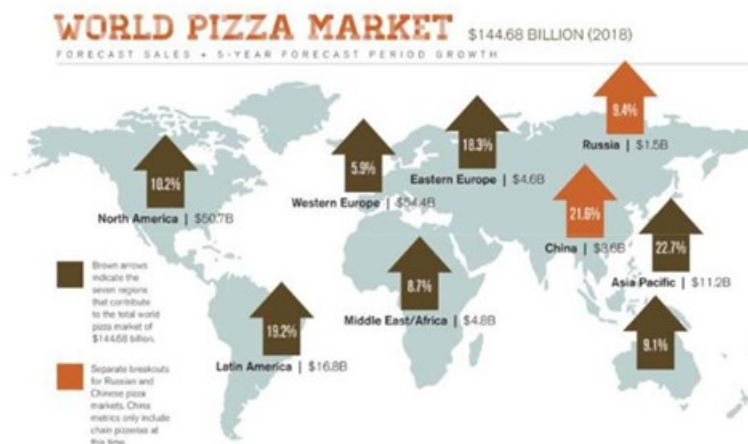 WORLD PIZZA MARKET $144.68 BILLION (2018)
FORECAST SALES + 5-YEAR FORECAST PERIOD GROWTH
9.4%
Russia | $1.5B
18.3%
Eastern Europe | $4.6B
5.9%
Western Europe | $54.4B
10.2%
North America | $50.7B
21.6%
China | $3.6B
22.7%
Asia Pacific | $11.2B
8.7%
Middle East/Africa | $4.8B
19.2%
Latin America | $16.8B
9.1%
Brown arrows
indicate the
seven regions
that contribute
to the total world
pizza market of
$144.68 billion.
Separate breakouts
for Russian and
Chinese pizza
markets. China
metrics only include
chain pizzerias at
this time.